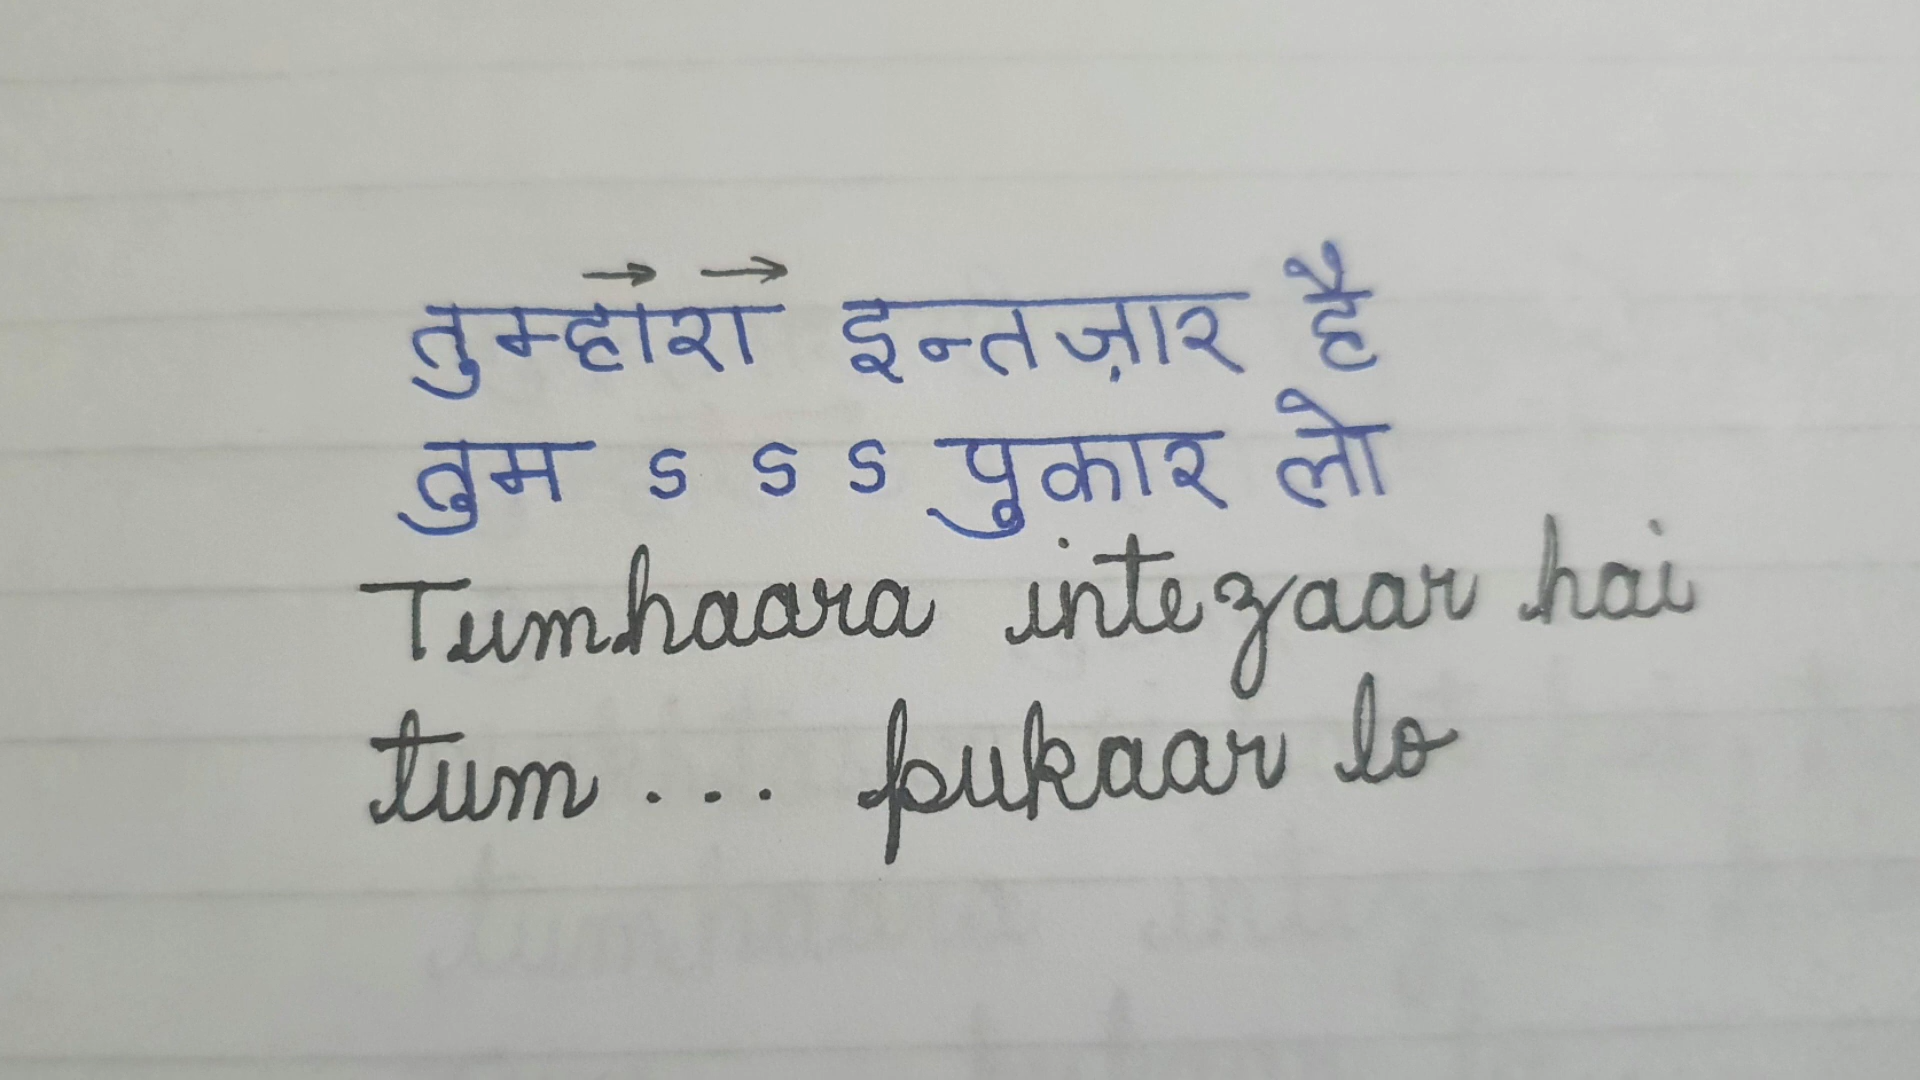 तुम्हारा इन्तज़ार है
तुम ऽ ऽ ऽ पुकार लो
Tumhaara intezaar hai
tum... pukaar lo